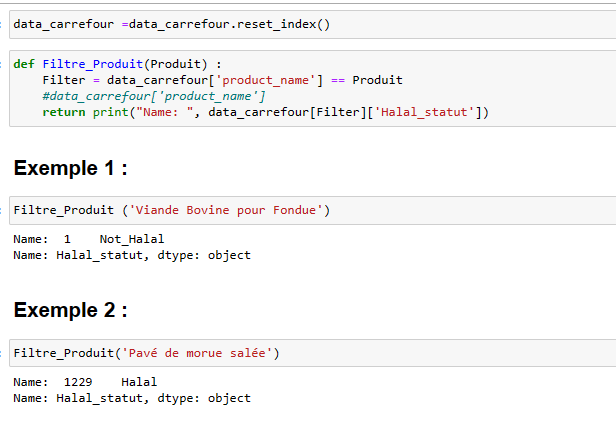 data_carrefour =data_carrefour.reset_index()
def Filtre_Produit(Produit) :
    Filter = data_carrefour['product_name'] == Produit
    #data_carrefour['product_name']
    return print("Name: ", data_carrefour[Filter]['Halal_statut'])
Exemple 1 :
Filtre_Produit ('Viande Bovine pour Fondue')
Name:  1    Not_Halal
Name: Halal_statut, dtype: object
Exemple 2 :
Filtre_Produit('Pavé de morue salée')
Name:  1229    Halal
Name: Halal_statut, dtype: object